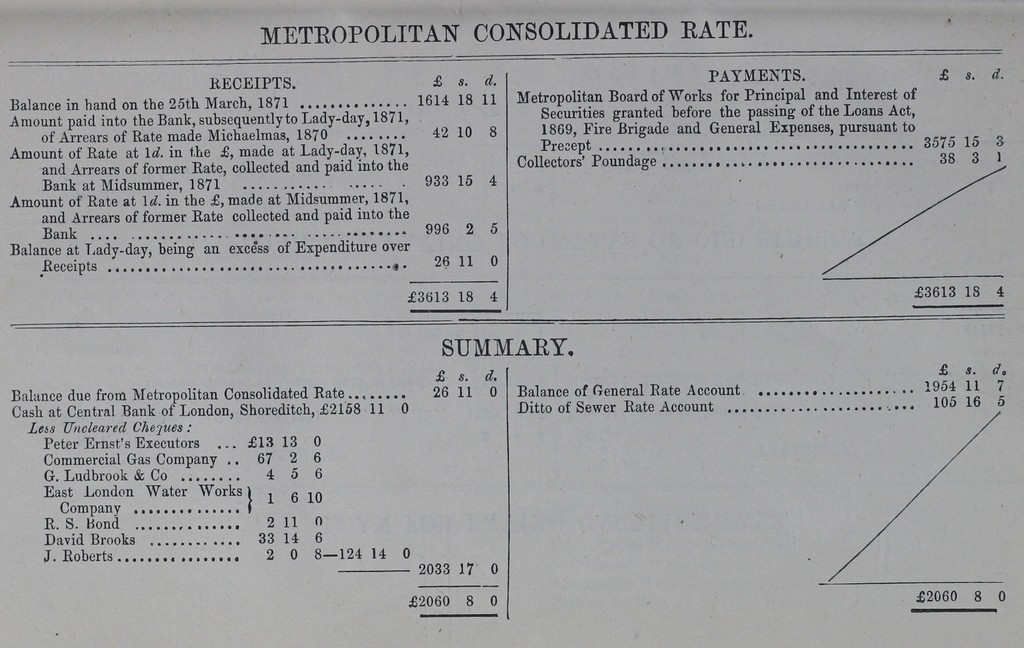 METROPOLITAN CONSOLIDATED RATE.
RECEIPTS. £ s. d.
Balance in hand on the 25th March, 1871 .............. 1614 18 11
Amount paid into the Bank, subsequently to Lady-day, 1871,
of Arrears of Rate made Michaelmas, 1870 ........ 42 10 8
Amount of Rate at 1d. in the £, made at Lady-day, 1871,
and Arrears of former Rate, collected and paid into the
Bank at Midsummer, 1871 .................. 933 15 4
Amount of Rate at 1d. in the £, made at Midsummer, 1871,
and Arrears of former Rate collected and paid into the
Bank .................................... 996 2 5
Balance at Lady-day, being an excess of Expenditure over
Receipts .................................... 26 11 0
£3613 18 4
PAYMENTS. £ s. d.
Metropolitan Board of Works for Principal and Interest of
Securities granted before the passing of the Loans Act,
1869, Fire Brigade and General Expenses, pursuant to
Precept .................................... 3575 15 3
Collectors' Poundage .................................... 38 3 1
£3613 18 4
SUMMARY.
£ s. d.
Balance due from Metropolitan Consolidated Rate........ 26 11 0
Cash at Central Bank of London, Shoreditch, £2158 11 0
Less Uncleared Cheques:
Peter Ernst's Executors ... £13 13 0
Commercial Gas Company .. 67 2 6
G. Ludbrook & Co ........ 4 5 6
East London Water Works
Company ............. } 1 6 10
R. S. Bond .............. 2 11 0
David Brooks ............ 33 14 6
J. Roberts................ 2 0 8—124 14 0
2033 17 0
£2060 8 0
£ s. d.
Balance of General Rate Account .................... 1954 11 7
Ditto of Sewer Rate Account ........................ 105 16 5
£2060 8 0